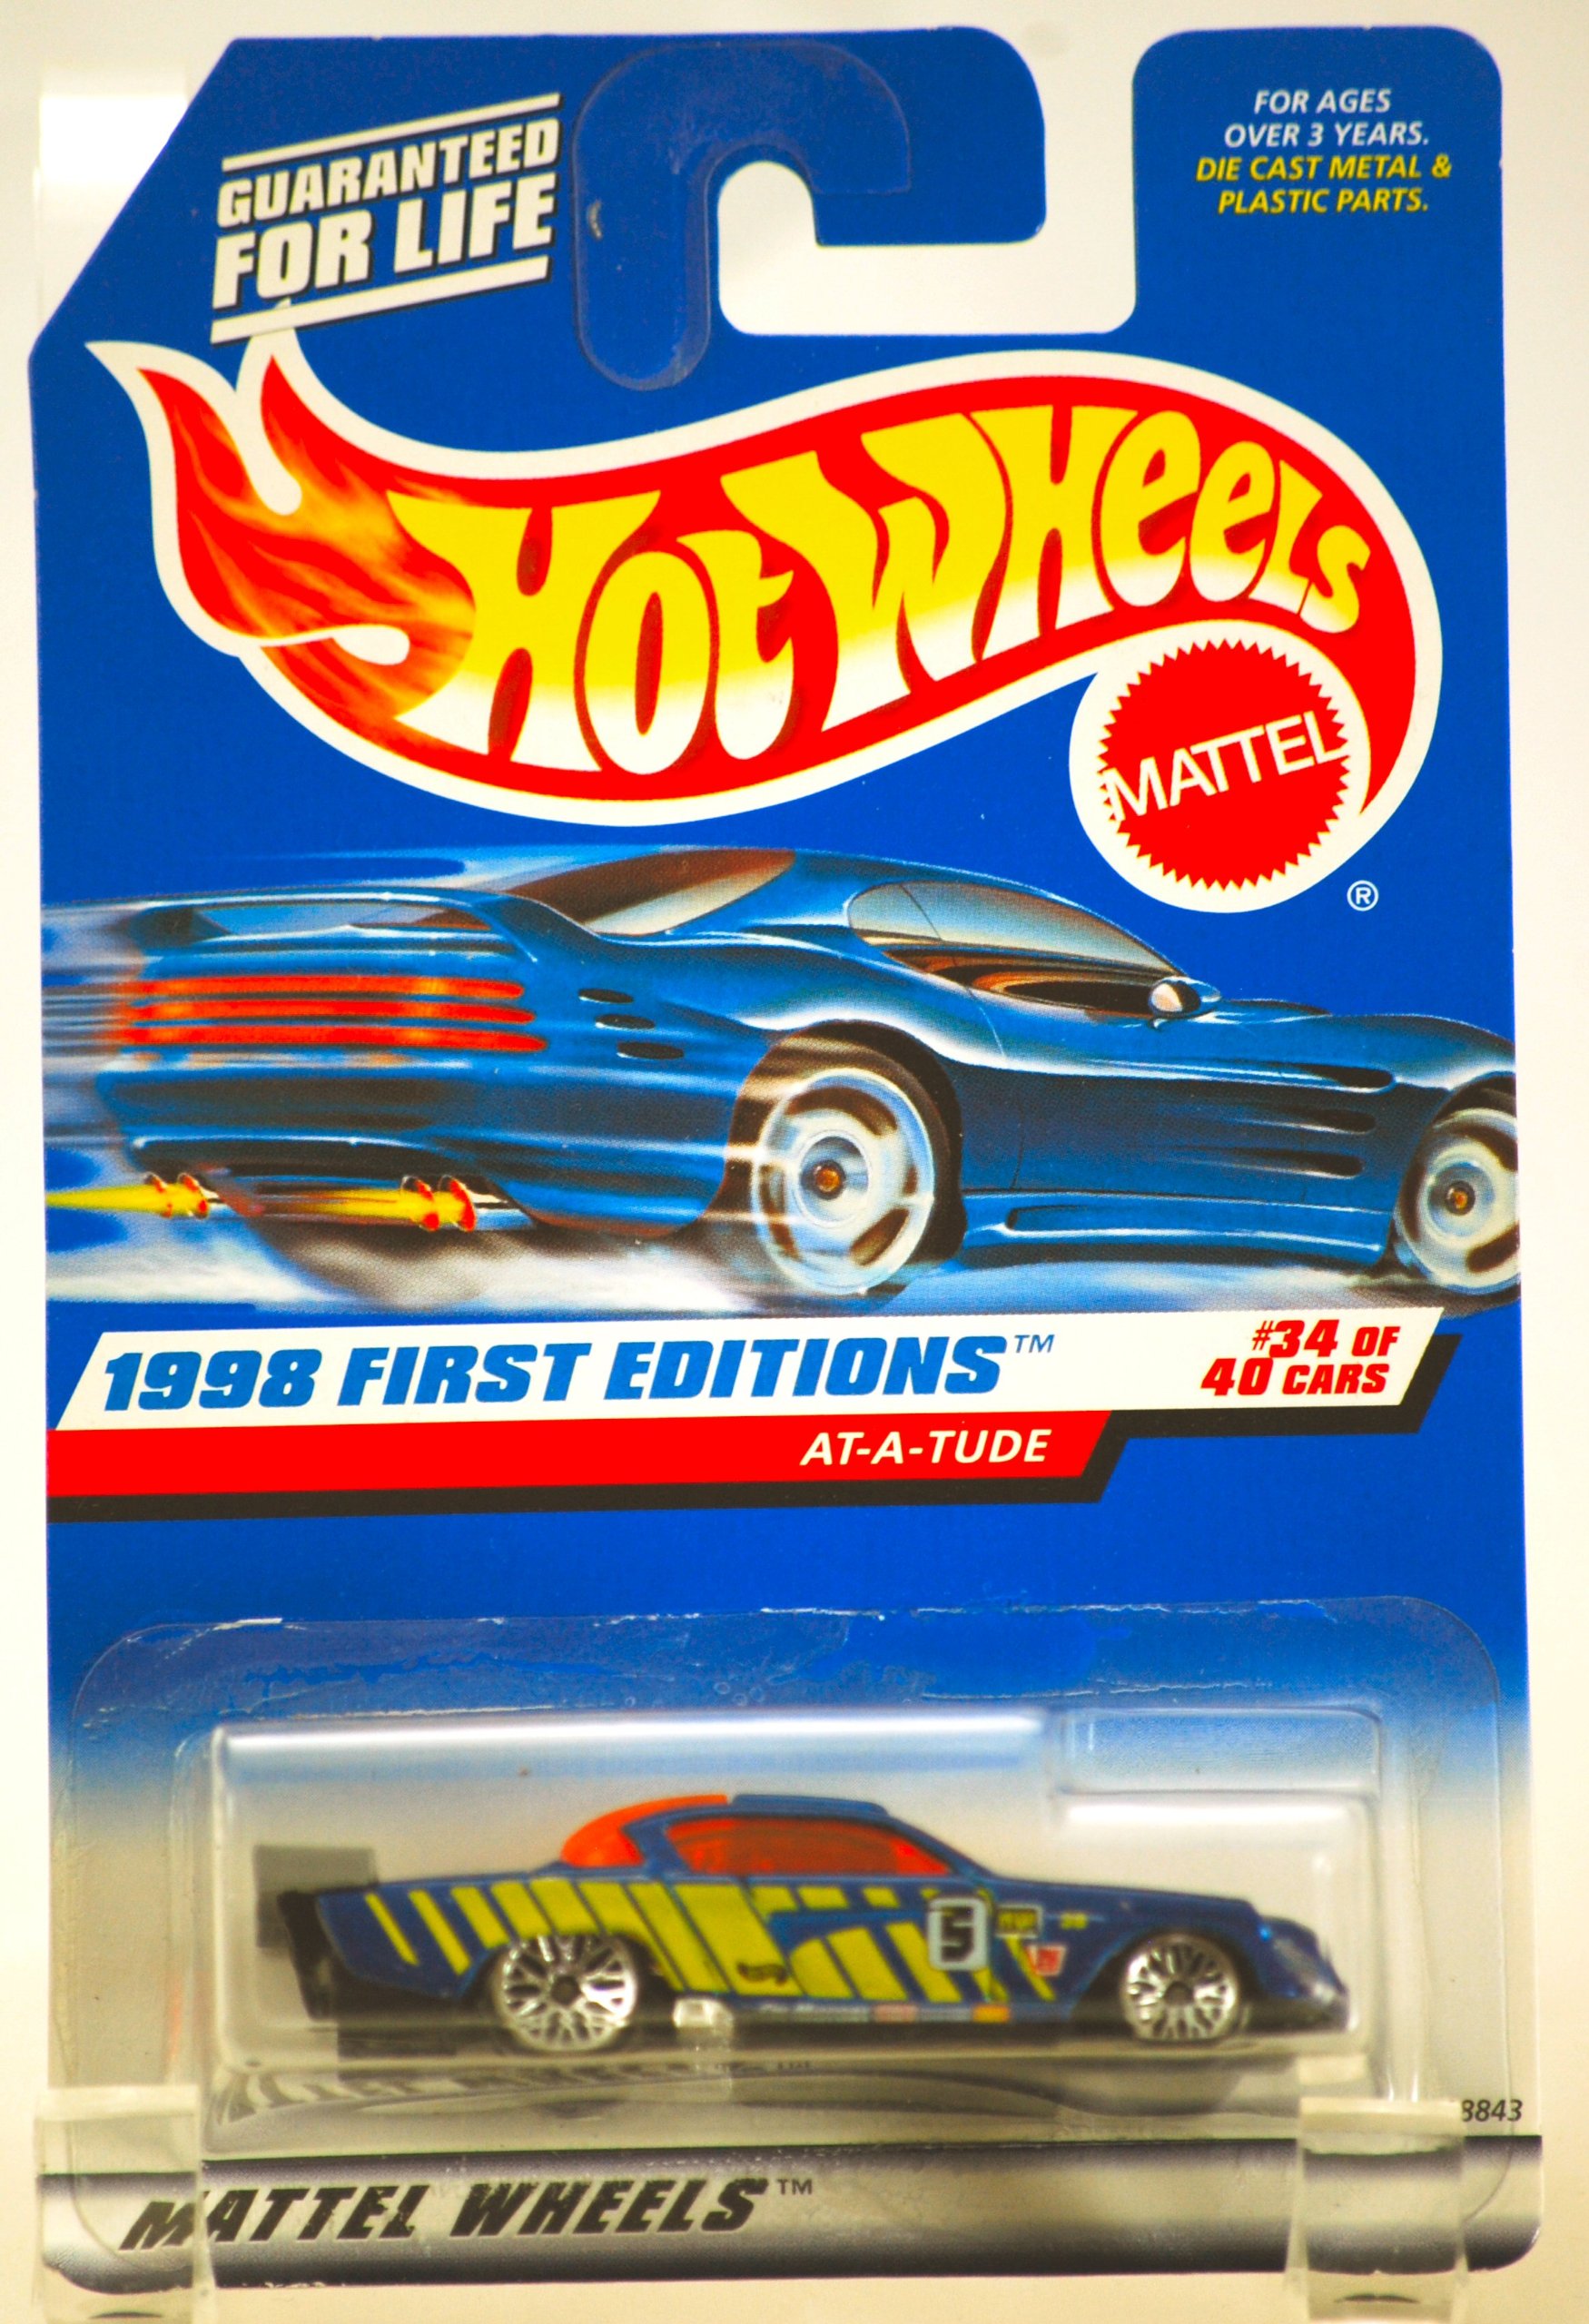 GUARANTEED
FOR LIFE
FOR AGES
OVER 3 YEARS.
DIE CAST METAL &
PLASTIC PARTS.
HOT WHEELS
MATTEL
®
1998 FIRST EDITIONS™
#34 OF
40 CARS
AT-A-TUDE
5
8843
MATTEL WHEELS™